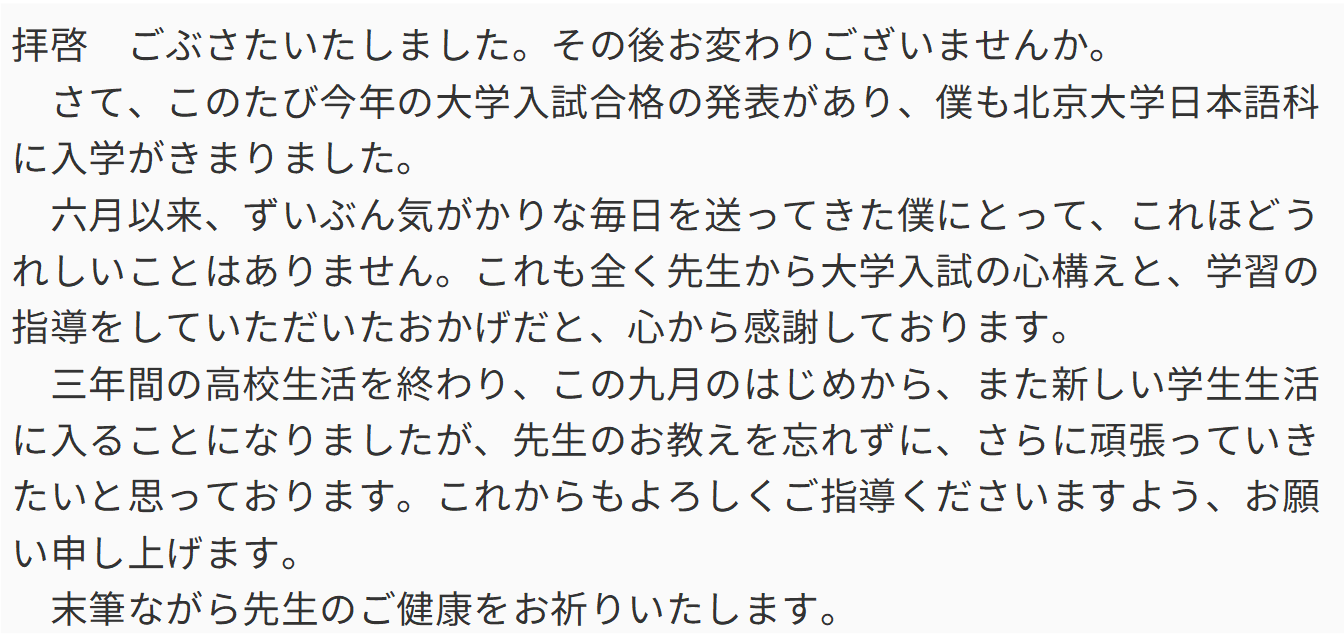 拝啓　ごぶさたいたしました。その後お変わりございませんか。
　さて、このたび今年の大学入試合格の発表があり、僕も北京大学日本語科
に入学がきまりました。
　六月以来、ずいぶん気がかりな毎日を送ってきた僕にとって、これほどう
れしいことはありません。これも全く先生から大学入試の心構えと、学習の
指導をしていただいたおかげだと、心から感謝しております。
　三年間の高校生活を終わり、この九月のはじめから、また新しい学生生活
に入ることになりましたが、先生のお教えを忘れずに、さらに頑張っていき
たいと思っております。これからもよろしくご指導くださいますよう、お願
い申し上げます。
　末筆ながら先生のご健康をお祈りいたします。